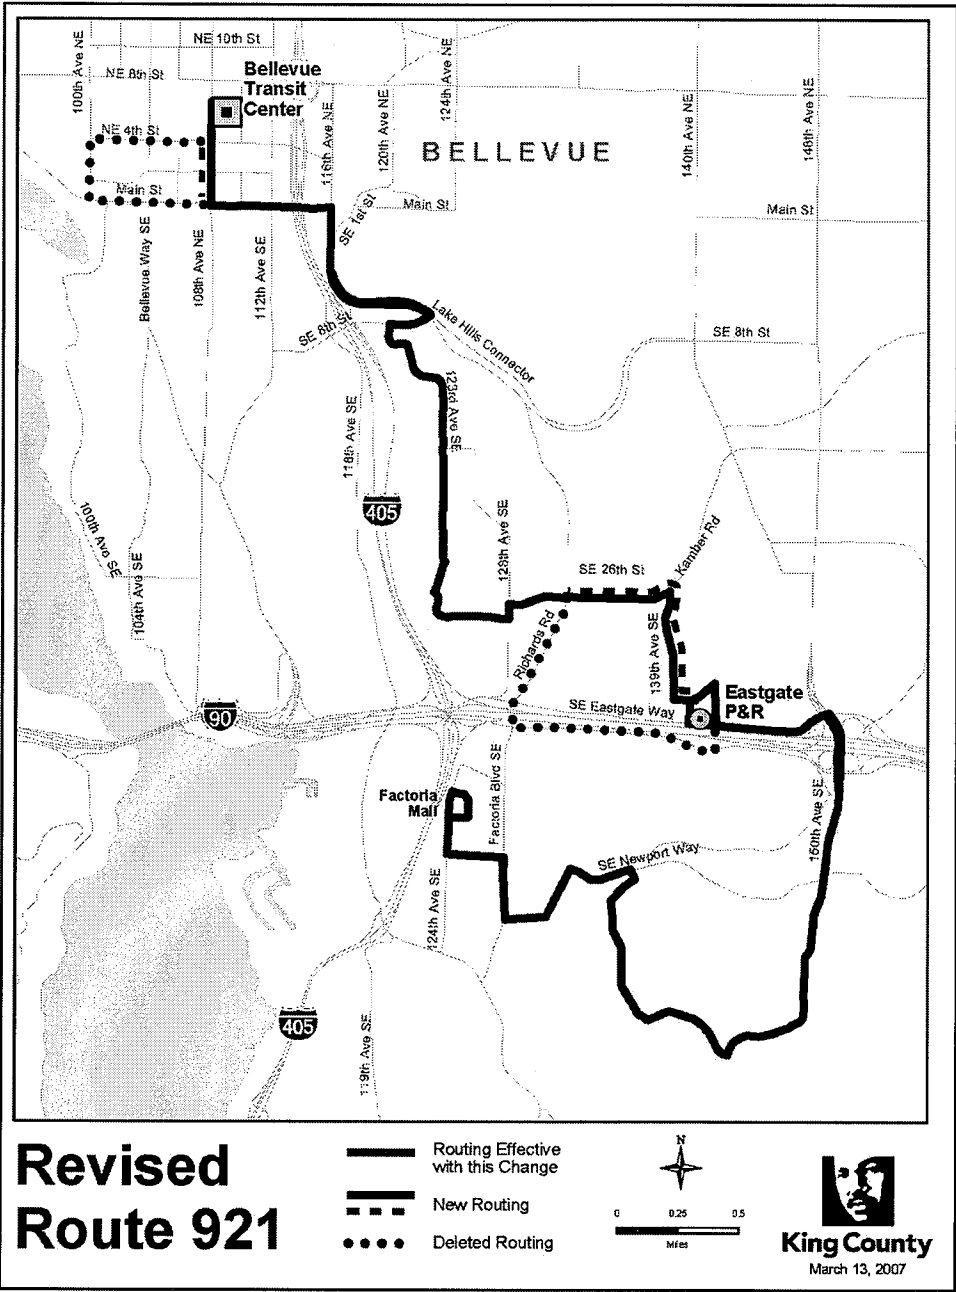 NE 10th St
100th Ave NE
NE 8th St
Bellevue
Transit
Center
116th Ave NE
120th Ave NE
124th Ave NE
140th Ave NE
148th Ave NE
BELLEVUE
NE 4th St
Main St
Main St
Main St
SE 1st St
Bellevue Way SE
108th Ave NE
112th Ave SE
SE 8th St
Lake Hills Connector
SE 8th St
123rd Ave SE
118th Ave SE
405
100th Ave SE
104th Ave SE
128th Ave SE
SE 26th St
Kamber Rd
Richards Rd
139th Ave SE
Eastgate
P&R
SE Eastgate Way
90
Factoria
Mall
Factoria Blvd SE
150th Ave SE
SE Newport Way
124th Ave SE
405
119th Ave SE
Revised
Route 921
Routing Effective
with this Change
New Routing
Deleted Routing
N
0 0.25 0.5
Miles
King County
March 13, 2007